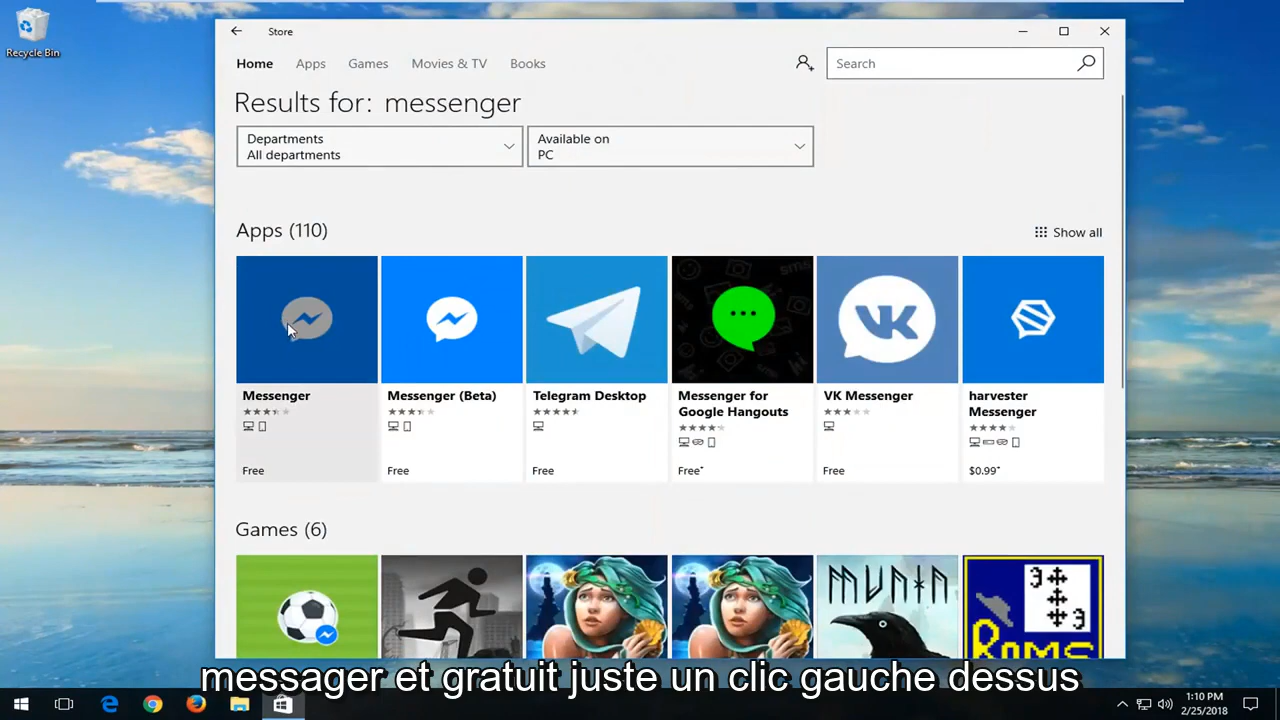 Recycle Bin
Store
Home Apps Games Movies & TV Books
Search
Results for: messenger
Departments
All departments
Available on
PC
Apps (110)
Show all
sms
hi
VK
Messenger
Free
Messenger (Beta)
Free
Telegram Desktop
Free
Messenger for
Google Hangouts
Free*
VK Messenger
Free
harvester
Messenger
$0.99*
Games (6)
messager et gratuit juste un clic gauche dessus
1:10 PM
2/25/2018